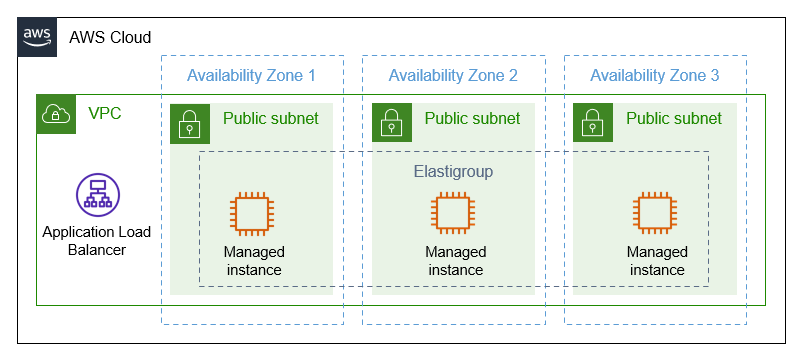 aws
AWS Cloud
Availability Zone 1
Availability Zone 2
Availability Zone 3
VPC
Public subnet
Public subnet
Public subnet
Elastigroup
Application Load
Balancer
Managed
instance
Managed
instance
Managed
instance